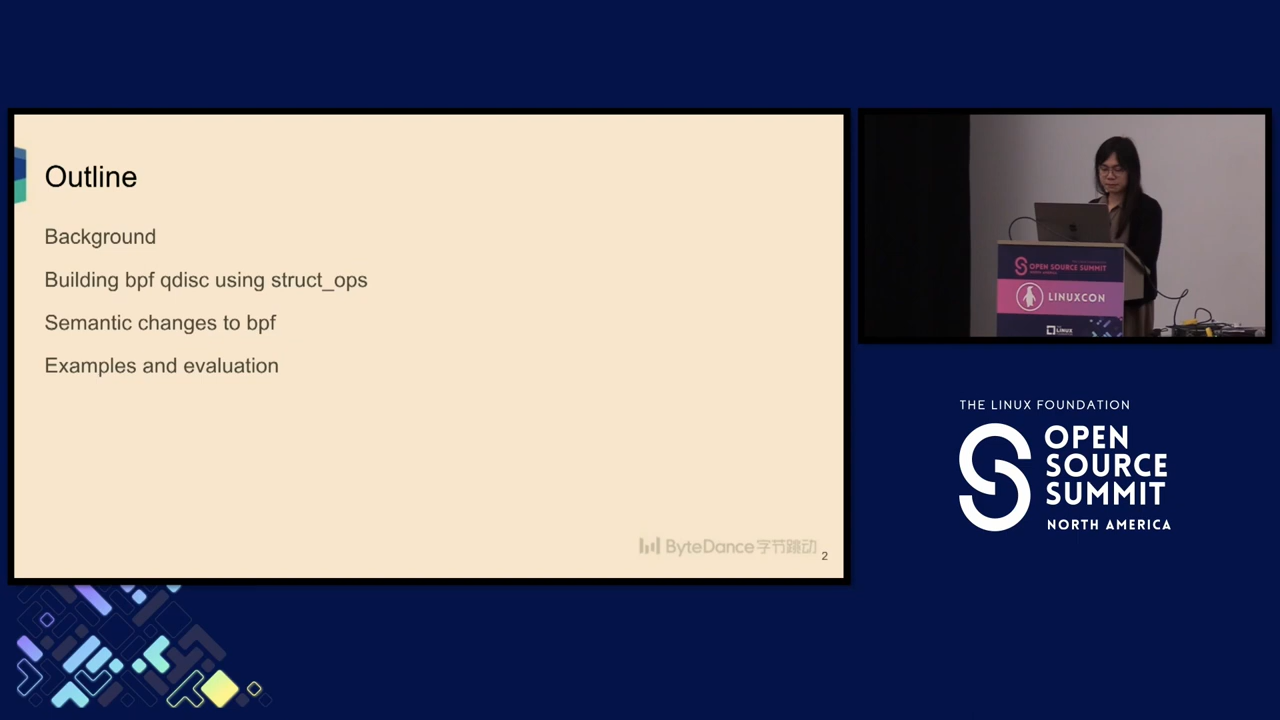 Outline
Background
Building bpf qdisc using struct_ops
Semantic changes to bpf
Examples and evaluation
ByteDance字节跳动
2
OPEN SOURCE SUMMIT
LINUXCON
THE LINUX FOUNDATION
OPEN
SOURCE
SUMMIT
NORTH AMERICA